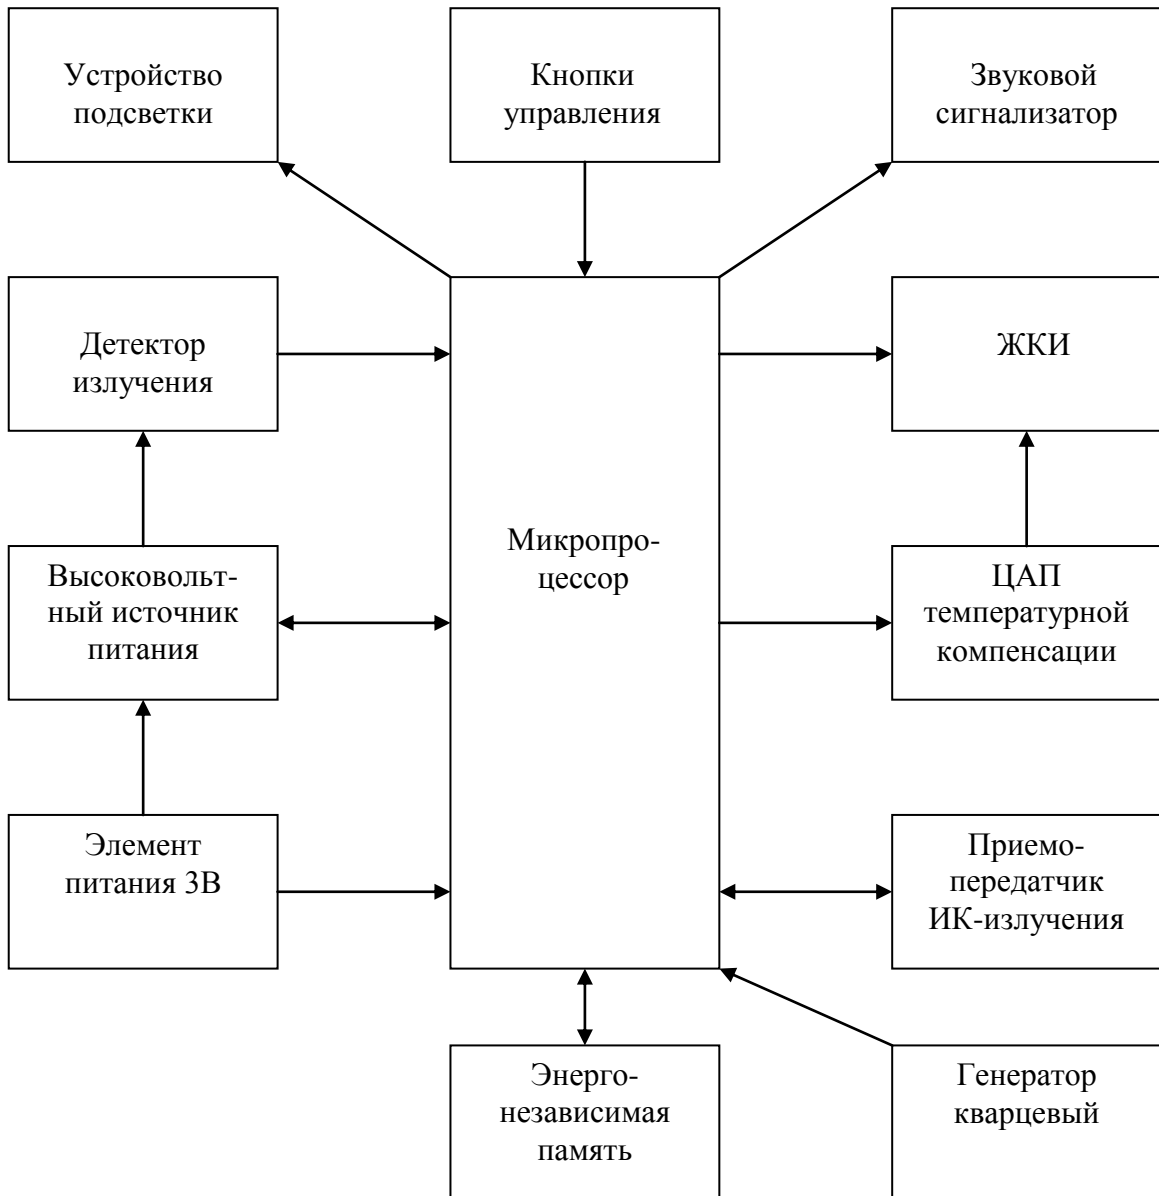 Устройство
подсветки
Кнопки
управления
Звуковой
сигнализатор
Детектор
излучения
ЖКИ
Микропро-
цессор
Высоковольт-
ный источник
питания
ЦАП
температурной
компенсации
Элемент
питания 3В
Приемо-
передатчик
ИК-излучения
Энерго-
независимая
память
Генератор
кварцевый